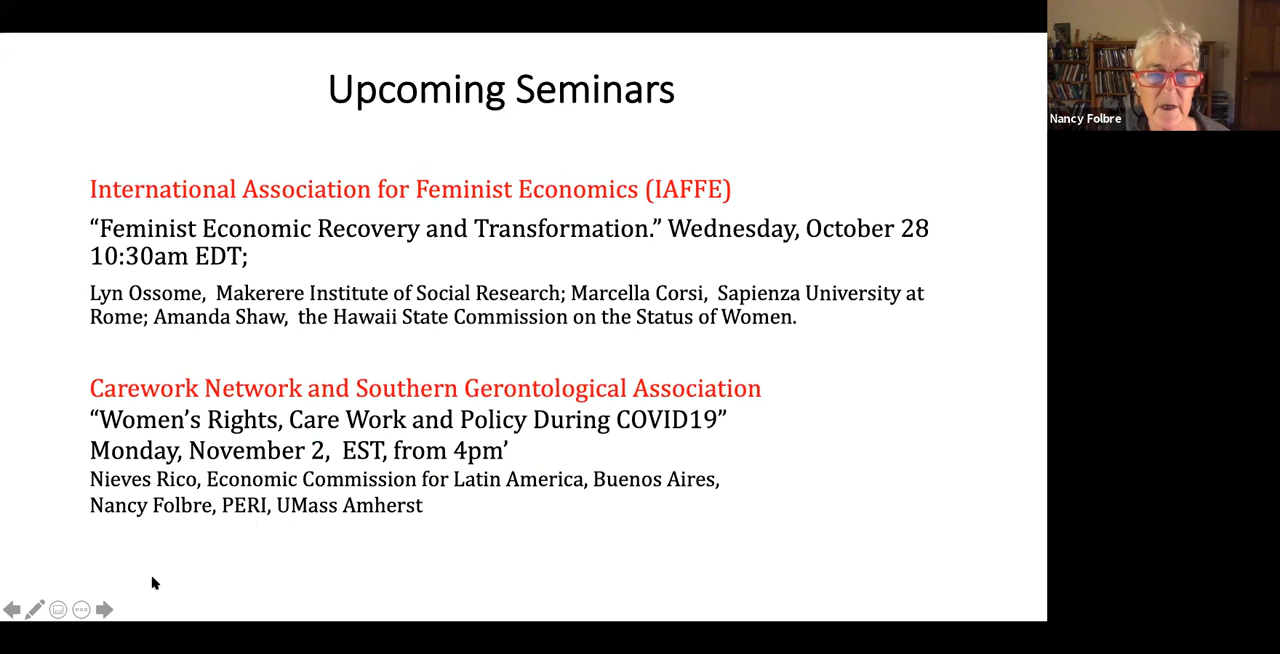 Upcoming Seminars
International Association for Feminist Economics (IAFFE)
“Feminist Economic Recovery and Transformation.” Wednesday, October 28
10:30am EDT;
Lyn Ossome,  Makerere Institute of Social Research; Marcella Corsi,  Sapienza University at
Rome; Amanda Shaw,  the Hawaii State Commission on the Status of Women.
Carework Network and Southern Gerontological Association
“Women’s Rights, Care Work and Policy During COVID19”
Monday, November 2,  EST, from 4pm’
Nieves Rico, Economic Commission for Latin America, Buenos Aires,
Nancy Folbre, PERI, UMass Amherst
Nancy Folbre